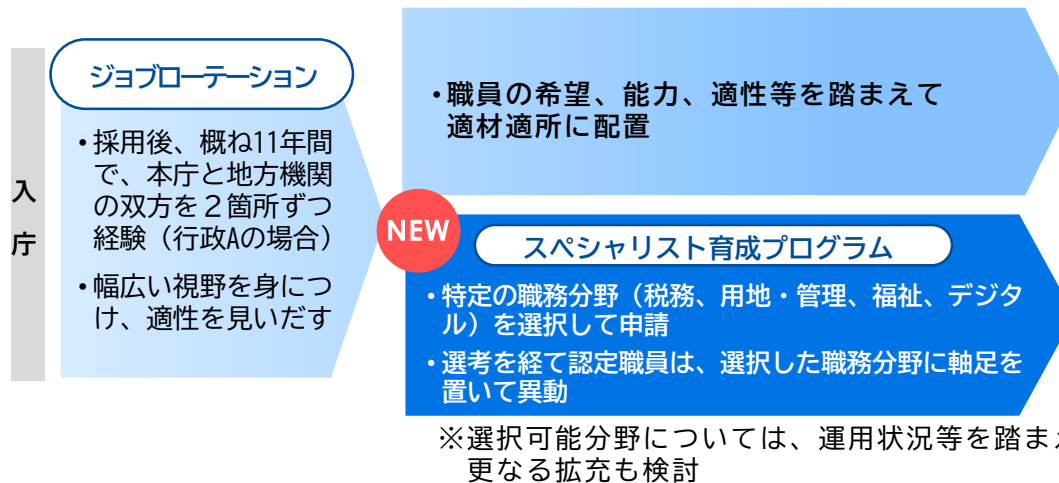 入庁
ジョブローテーション
・採用後、概ね11年間
で、本庁と地方機関
の双方を２箇所ずつ
経験（行政Aの場合）
・幅広い視野を身につ
け、適性を見いだす
・職員の希望、能力、適性等を踏まえて
適材適所に配置
NEW
スペシャリスト育成プログラム
・特定の職務分野（税務、用地・管理、福祉、デジタ
ル）を選択して申請
・選考を経て認定職員は、選択した職務分野に軸足を
置いて異動
※選択可能分野については、運用状況等を踏まえ
更なる拡充も検討